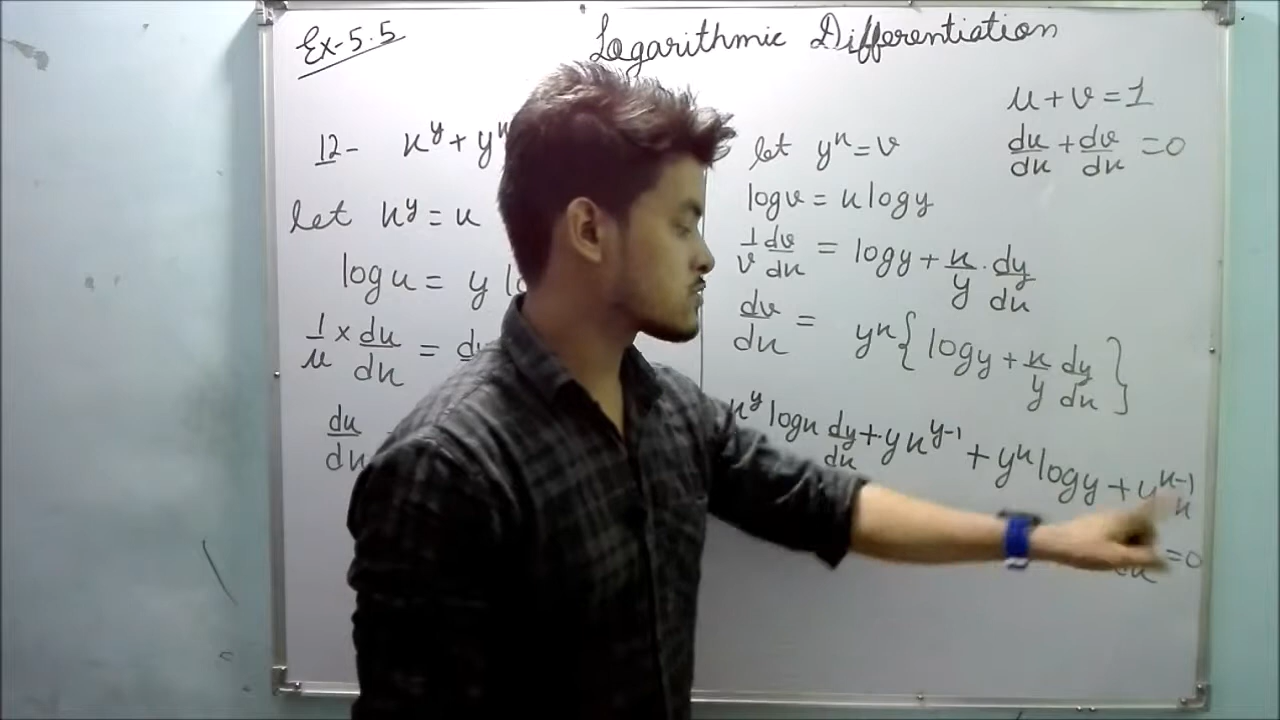 Ex-5.5
Logarithmic Differentiation
12- x^y + y^x
let x^y = u
log u = y
1/u × du/dx =
du/dx
let y^x = v
log v = x log y
1/v dv/dx = log y + x/y . dy/dx
dv/dx = y^x { log y + x/y dy/dx }
u + v = 1
du/dx + dv/dx = 0
x^y log x dy/dx + y x^y-1 + y^x log y + y^x-1 x
= 0